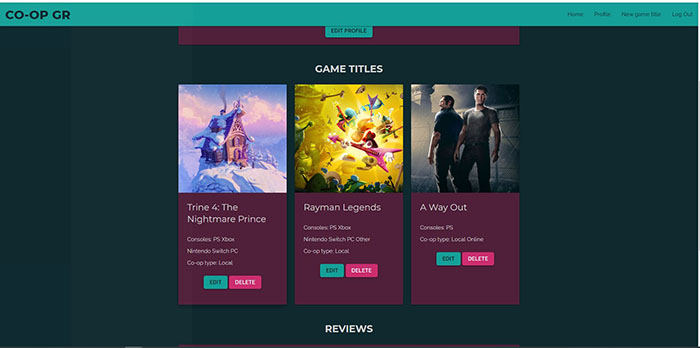 CO-OP GR
Home Profile New game title Log Out
EDIT PROFILE
GAME TITLES
Trine 4: The
Nightmare Prince
Consoles: PS Xbox
Nintendo Switch PC
Co-op type: Local
EDIT DELETE
Rayman Legends
Consoles: PS Xbox
Nintendo Switch PC Other
Co-op type: Local
EDIT DELETE
A Way Out
Consoles: PS
Co-op type: Local Online
EDIT DELETE
REVIEWS